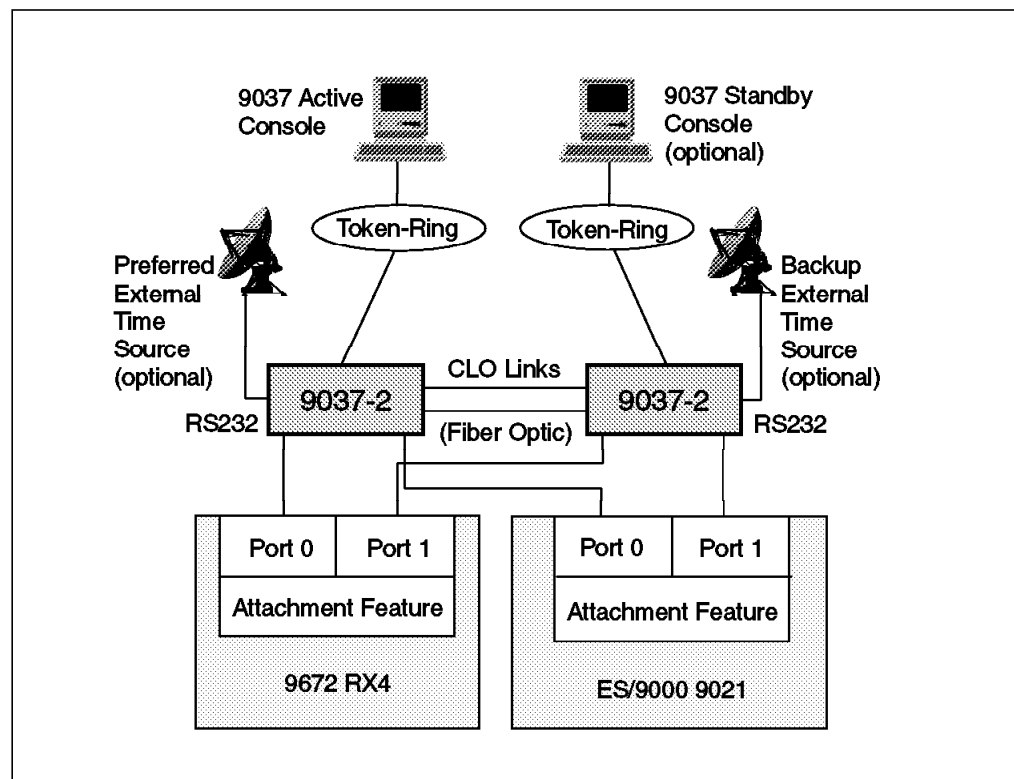 9037 Active
Console
9037 Standby
Console
(optional)
Token-Ring
Token-Ring
Preferred
External
Time
Source
(optional)
Backup
External
Time
Source
(optional)
CLO Links
9037-2
9037-2
RS232
(Fiber Optic)
RS232
Port 0
Port 1
Port 0
Port 1
Attachment Feature
Attachment Feature
9672 RX4
ES/9000 9021